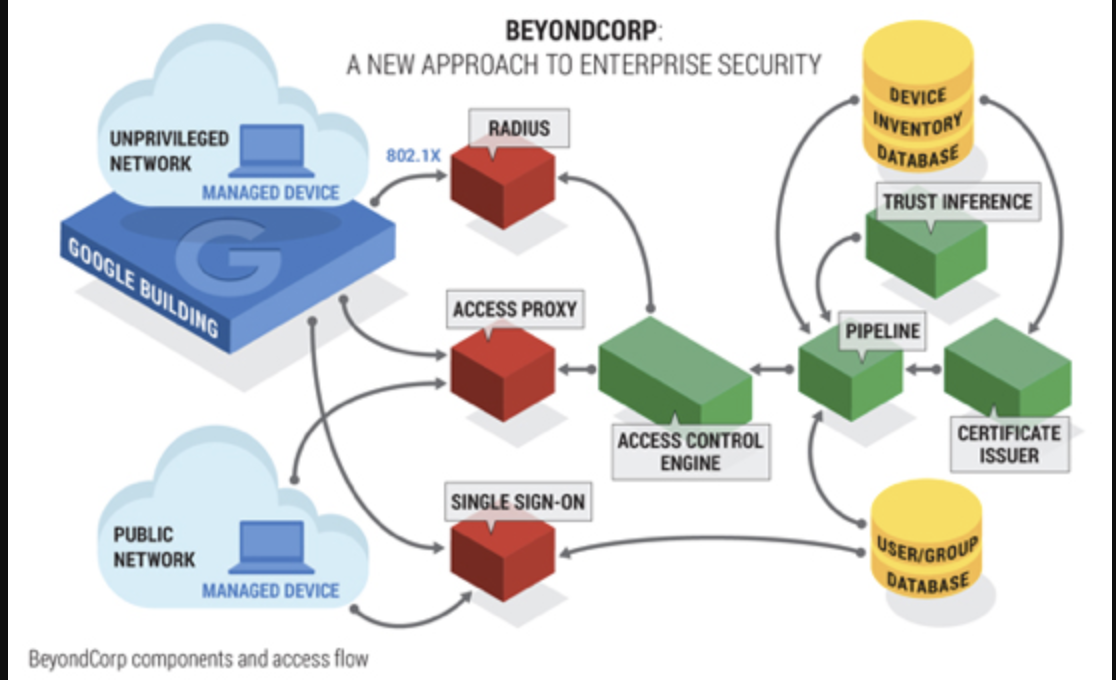 BEYONDCORP:
A NEW APPROACH TO ENTERPRISE SECURITY
UNPRIVILEGED
NETWORK
MANAGED DEVICE
GOOGLE BUILDING
G
802.1X
RADIUS
ACCESS PROXY
SINGLE SIGN-ON
ACCESS CONTROL
ENGINE
DEVICE
INVENTORY
DATABASE
TRUST INFERENCE
PIPELINE
CERTIFICATE
ISSUER
USER/GROUP
DATABASE
PUBLIC
NETWORK
MANAGED DEVICE
BeyondCorp components and access flow